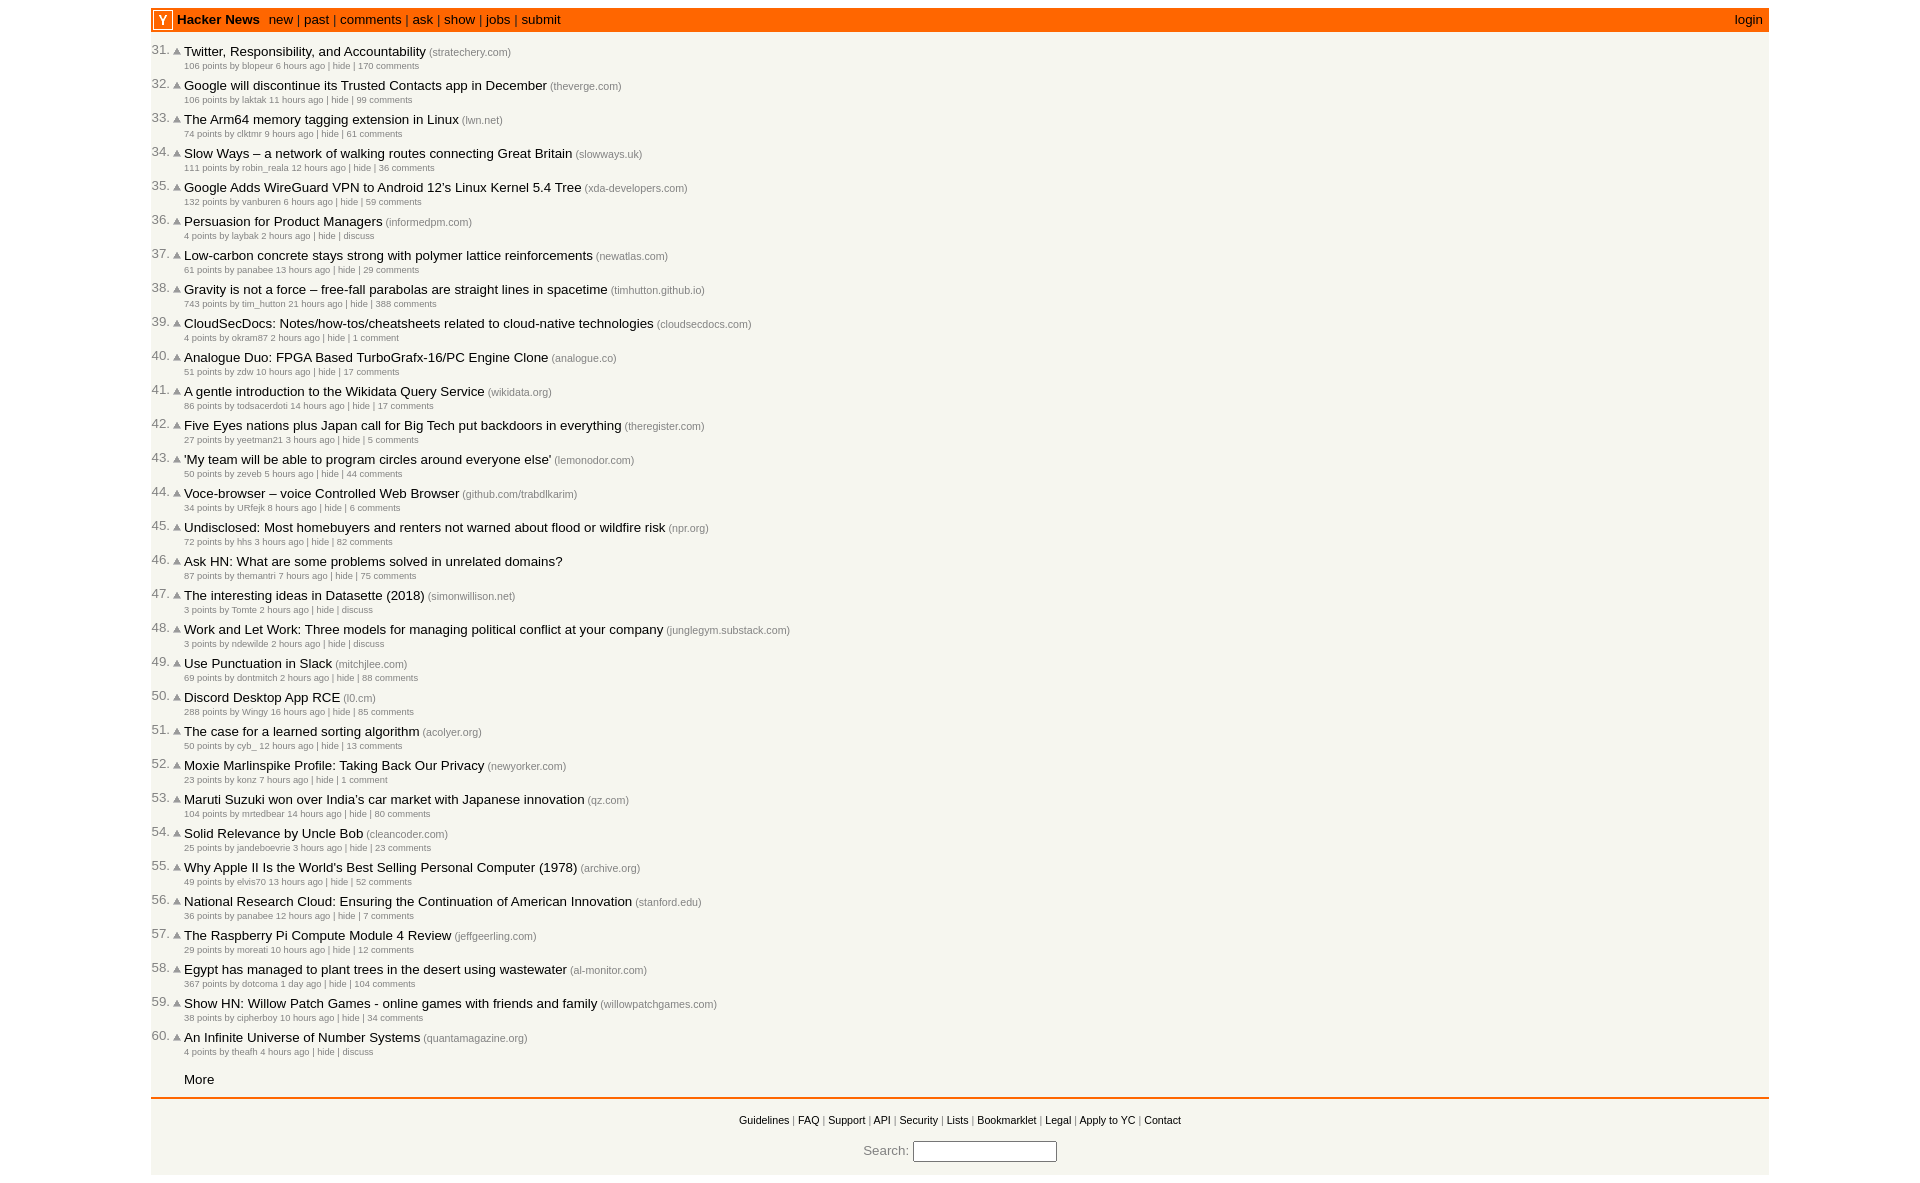 Y Hacker News new | past | comments | ask | show | jobs | submit login
31. Twitter, Responsibility, and Accountability (stratechery.com)
106 points by blopeur 6 hours ago | hide | 170 comments
32. Google will discontinue its Trusted Contacts app in December (theverge.com)
106 points by laktak 11 hours ago | hide | 99 comments
33. The Arm64 memory tagging extension in Linux (lwn.net)
74 points by clktmr 9 hours ago | hide | 61 comments
34. Slow Ways – a network of walking routes connecting Great Britain (slowways.uk)
111 points by robin_reala 12 hours ago | hide | 36 comments
35. Google Adds WireGuard VPN to Android 12's Linux Kernel 5.4 Tree (xda-developers.com)
132 points by vanburen 6 hours ago | hide | 59 comments
36. Persuasion for Product Managers (informedpm.com)
4 points by laybak 2 hours ago | hide | discuss
37. Low-carbon concrete stays strong with polymer lattice reinforcements (newatlas.com)
61 points by panabee 13 hours ago | hide | 29 comments
38. Gravity is not a force – free-fall parabolas are straight lines in spacetime (timhutton.github.io)
743 points by tim_hutton 21 hours ago | hide | 388 comments
39. CloudSecDocs: Notes/how-tos/cheatsheets related to cloud-native technologies (cloudsecdocs.com)
4 points by okram87 2 hours ago | hide | 1 comment
40. Analogue Duo: FPGA Based TurboGrafx-16/PC Engine Clone (analogue.co)
51 points by zdw 10 hours ago | hide | 17 comments
41. A gentle introduction to the Wikidata Query Service (wikidata.org)
86 points by todsacerdoti 14 hours ago | hide | 17 comments
42. Five Eyes nations plus Japan call for Big Tech put backdoors in everything (theregister.com)
27 points by yeetman21 3 hours ago | hide | 5 comments
43. 'My team will be able to program circles around everyone else' (lemonodor.com)
50 points by zeveb 5 hours ago | hide | 44 comments
44. Voce-browser – voice Controlled Web Browser (github.com/trabdlkarim)
34 points by URfejk 8 hours ago | hide | 6 comments
45. Undisclosed: Most homebuyers and renters not warned about flood or wildfire risk (npr.org)
72 points by hhs 3 hours ago | hide | 82 comments
46. Ask HN: What are some problems solved in unrelated domains?
87 points by themantri 7 hours ago | hide | 75 comments
47. The interesting ideas in Datasette (2018) (simonwillison.net)
3 points by Tomte 2 hours ago | hide | discuss
48. Work and Let Work: Three models for managing political conflict at your company (junglegym.substack.com)
3 points by ndewilde 2 hours ago | hide | discuss
49. Use Punctuation in Slack (mitchjlee.com)
69 points by dontmitch 2 hours ago | hide | 88 comments
50. Discord Desktop App RCE (l0.cm)
288 points by Wingy 16 hours ago | hide | 85 comments
51. The case for a learned sorting algorithm (acolyer.org)
50 points by cyb_ 12 hours ago | hide | 13 comments
52. Moxie Marlinspike Profile: Taking Back Our Privacy (newyorker.com)
23 points by konz 7 hours ago | hide | 1 comment
53. Maruti Suzuki won over India's car market with Japanese innovation (qz.com)
104 points by mrtedbear 14 hours ago | hide | 80 comments
54. Solid Relevance by Uncle Bob (cleancoder.com)
25 points by jandeboevrie 3 hours ago | hide | 23 comments
55. Why Apple II Is the World's Best Selling Personal Computer (1978) (archive.org)
49 points by elvis70 13 hours ago | hide | 52 comments
56. National Research Cloud: Ensuring the Continuation of American Innovation (stanford.edu)
36 points by panabee 12 hours ago | hide | 7 comments
57. The Raspberry Pi Compute Module 4 Review (jeffgeerling.com)
29 points by moreati 10 hours ago | hide | 12 comments
58. Egypt has managed to plant trees in the desert using wastewater (al-monitor.com)
367 points by dotcoma 1 day ago | hide | 104 comments
59. Show HN: Willow Patch Games - online games with friends and family (willowpatchgames.com)
38 points by cipherboy 10 hours ago | hide | 34 comments
60. An Infinite Universe of Number Systems (quantamagazine.org)
4 points by theafh 4 hours ago | hide | discuss
More
Guidelines | FAQ | Support | API | Security | Lists | Bookmarklet | Legal | Apply to YC | Contact
Search: